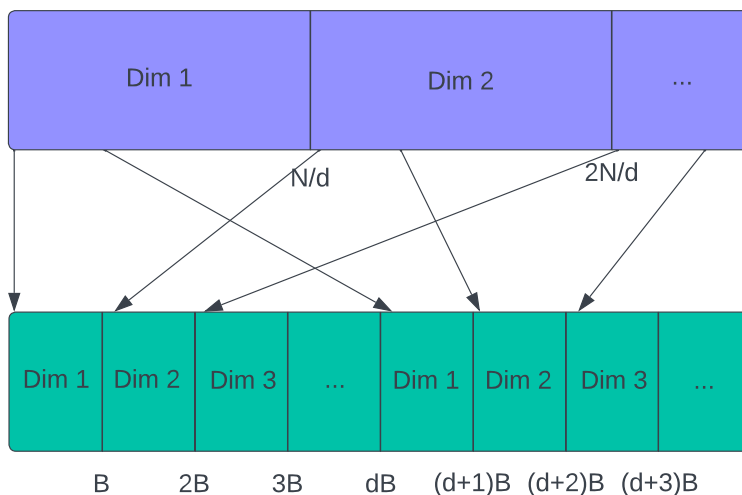 Dim 1
Dim 2
...
N/d
2N/d
Dim 1
Dim 2
Dim 3
...
Dim 1
Dim 2
Dim 3
...
B
2B
3B
dB
(d+1)B
(d+2)B
(d+3)B